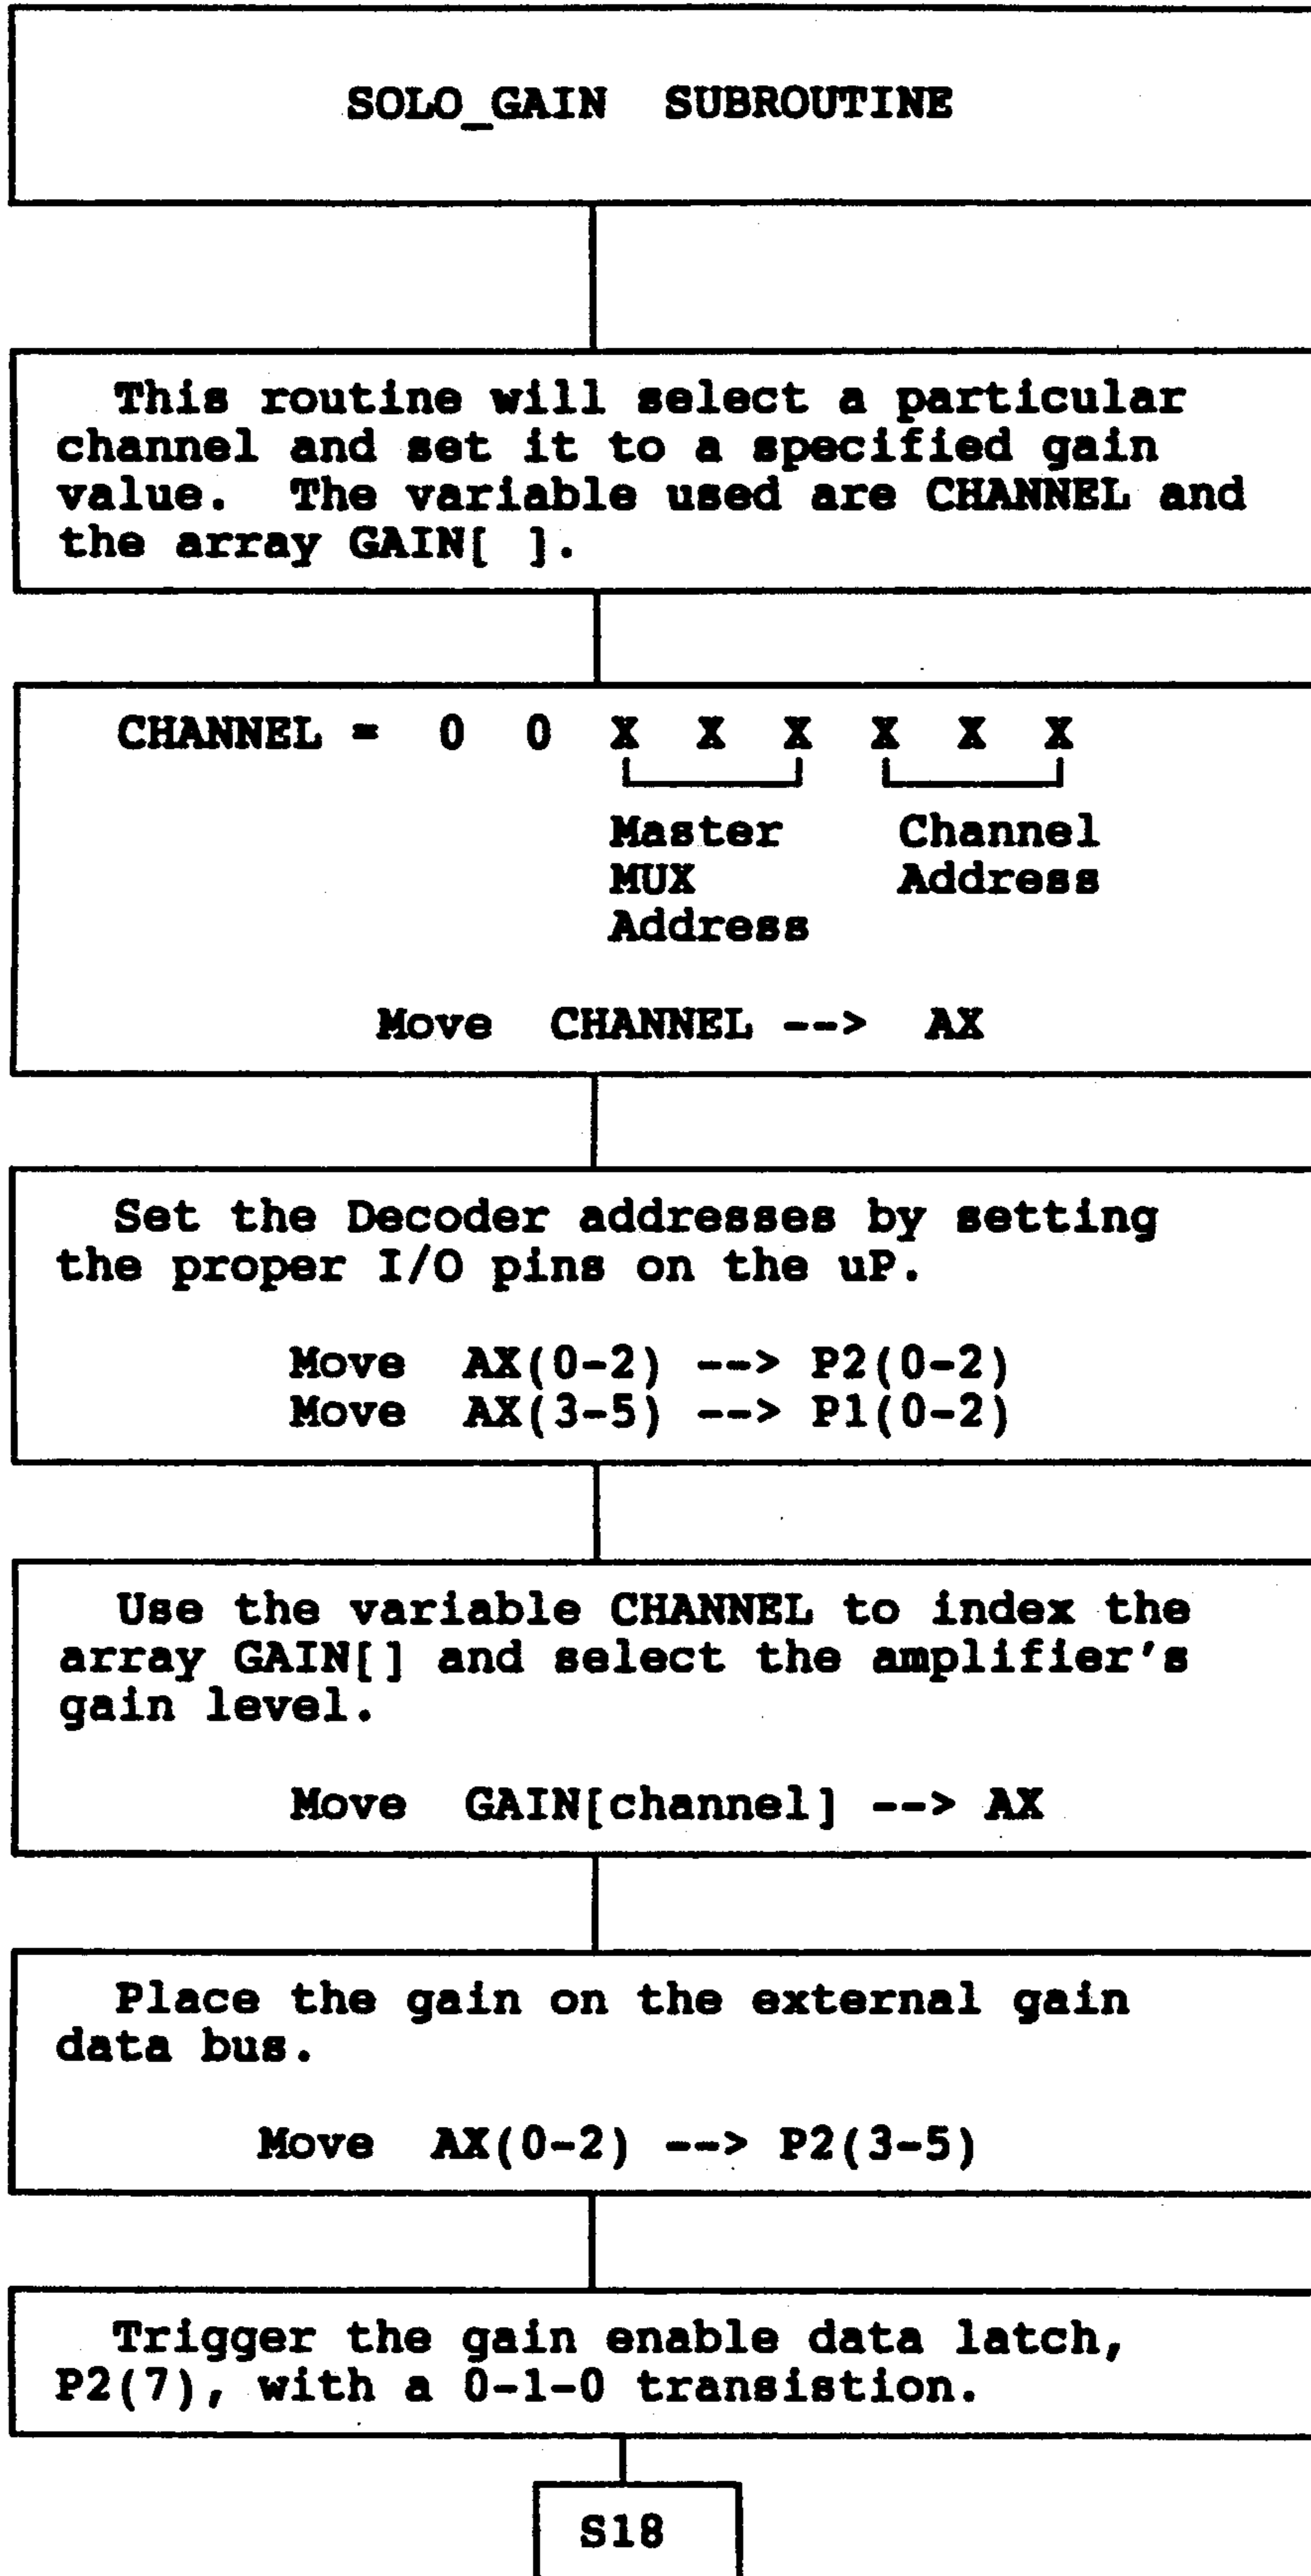 SOLO_GAIN SUBROUTINE
This routine will select a particular
channel and set it to a specified gain
value. The variable used are CHANNEL and
the array GAIN[ ].
CHANNEL = 0 0 X X X X X X
Master Channel
MUX Address
Address
Move CHANNEL --> AX
Set the Decoder addresses by setting
the proper I/O pins on the uP.
Move AX(0-2) --> P2(0-2)
Move AX(3-5) --> P1(0-2)
Use the variable CHANNEL to index the
array GAIN[] and select the amplifier's
gain level.
Move GAIN[channel] --> AX
Place the gain on the external gain
data bus.
Move AX(0-2) --> P2(3-5)
Trigger the gain enable data latch,
P2(7), with a 0-1-0 transistion.
S18